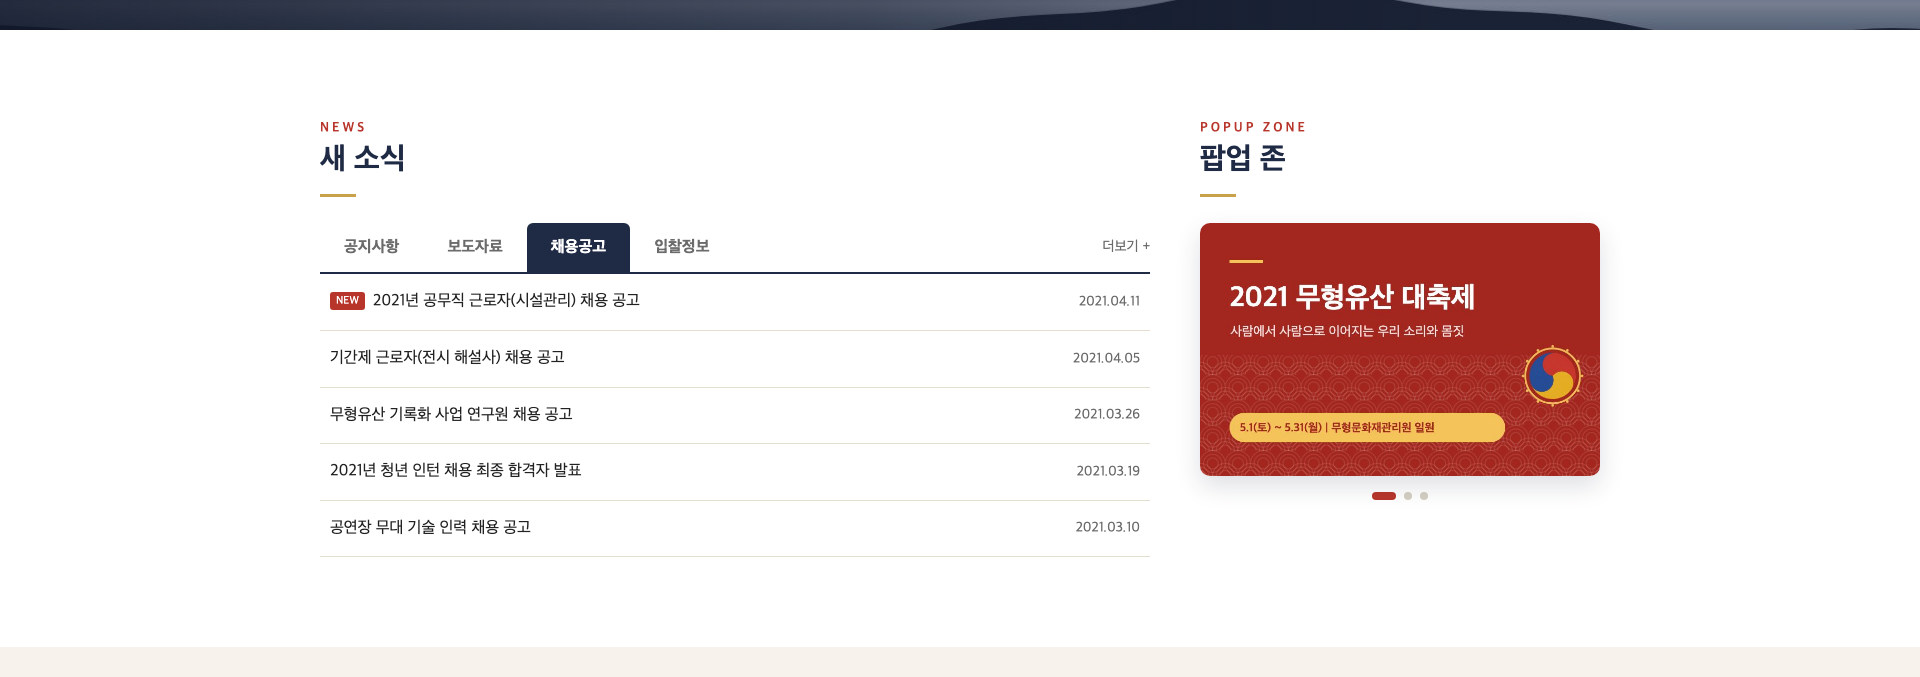 NEWS
새 소식
공지사항
보도자료
채용공고
입찰정보
더보기 +
NEW 2021년 공무직 근로자(시설관리) 채용 공고 2021.04.11
기간제 근로자(전시 해설사) 채용 공고 2021.04.05
무형유산 기록화 사업 연구원 채용 공고 2021.03.26
2021년 청년 인턴 채용 최종 합격자 발표 2021.03.19
공연장 무대 기술 인력 채용 공고 2021.03.10
POPUP ZONE
팝업 존
2021 무형유산 대축제
사람에서 사람으로 이어지는 우리 소리와 몸짓
5.1(토) ~ 5.31(월) | 무형문화재관리원 일원